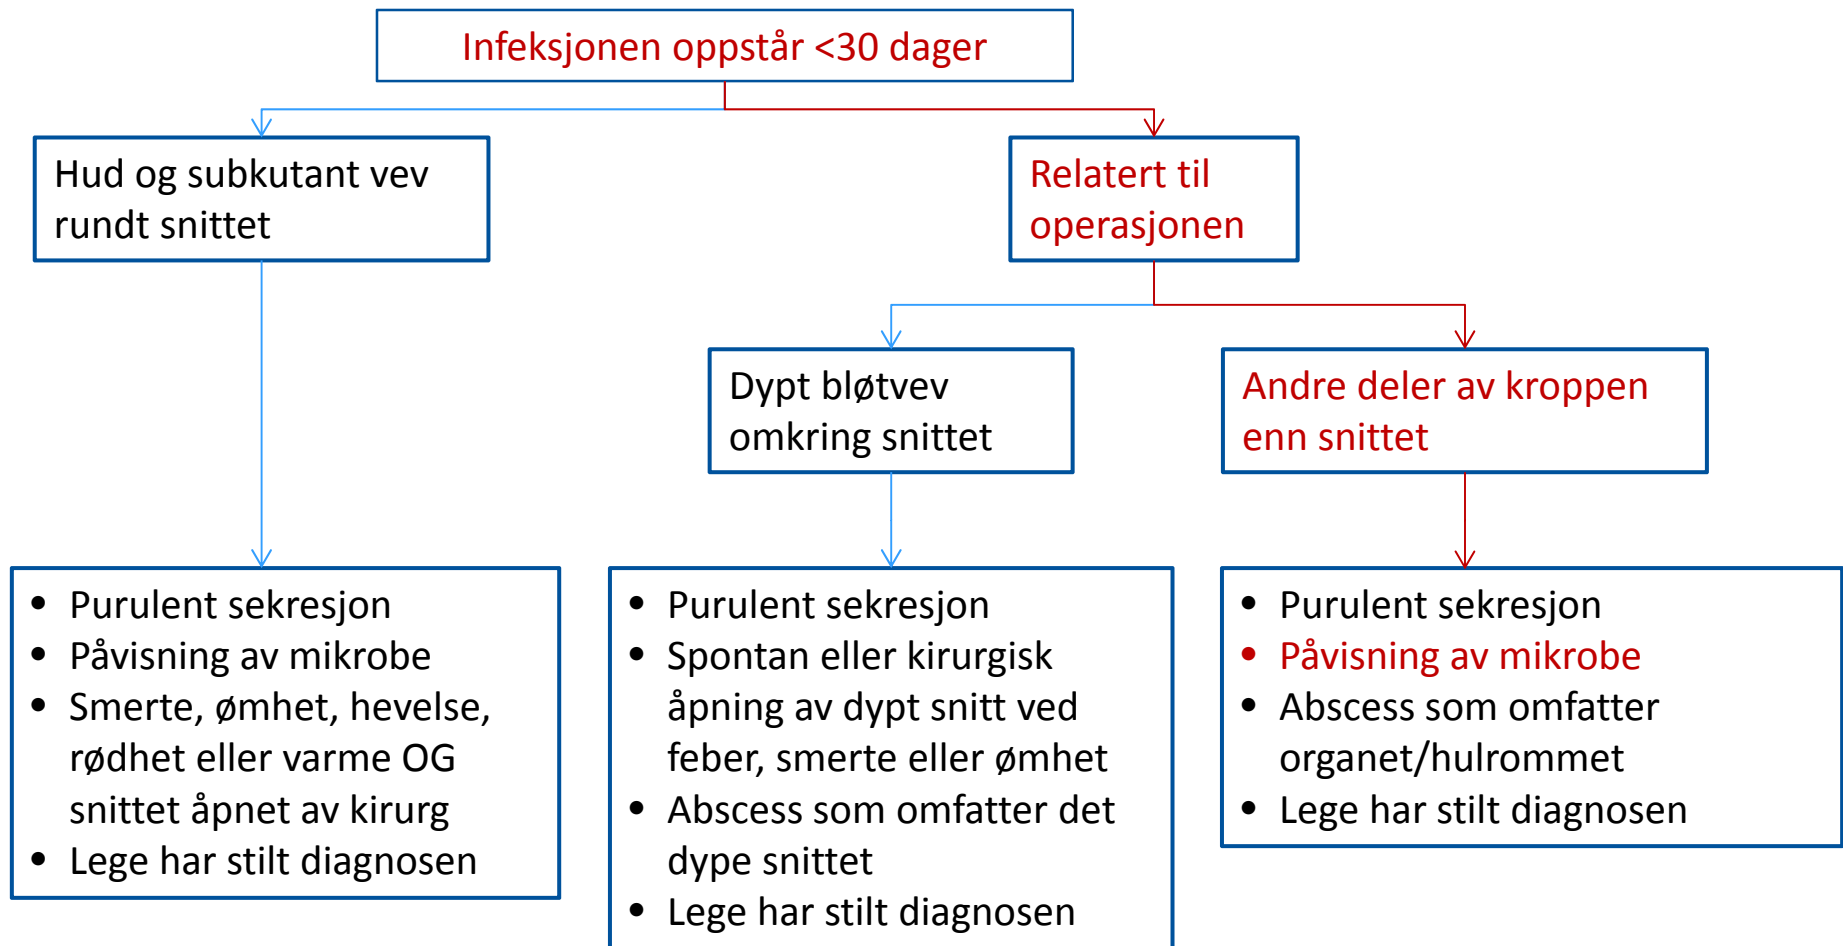 Infeksjonen oppstår <30 dager
Hud og subkutant vev
rundt snittet
Relatert til
operasjonen
Dypt bløtvev
omkring snittet
Andre deler av kroppen
enn snittet
• Purulent sekresjon
• Påvisning av mikrobe
• Smerte, ømhet, hevelse,
rødhet eller varme OG
snittet åpnet av kirurg
• Lege har stilt diagnosen
• Purulent sekresjon
• Spontan eller kirurgisk
åpning av dypt snitt ved
feber, smerte eller ømhet
• Abscess som omfatter det
dype snittet
• Lege har stilt diagnosen
• Purulent sekresjon
• Påvisning av mikrobe
• Abscess som omfatter
organet/hulrommet
• Lege har stilt diagnosen